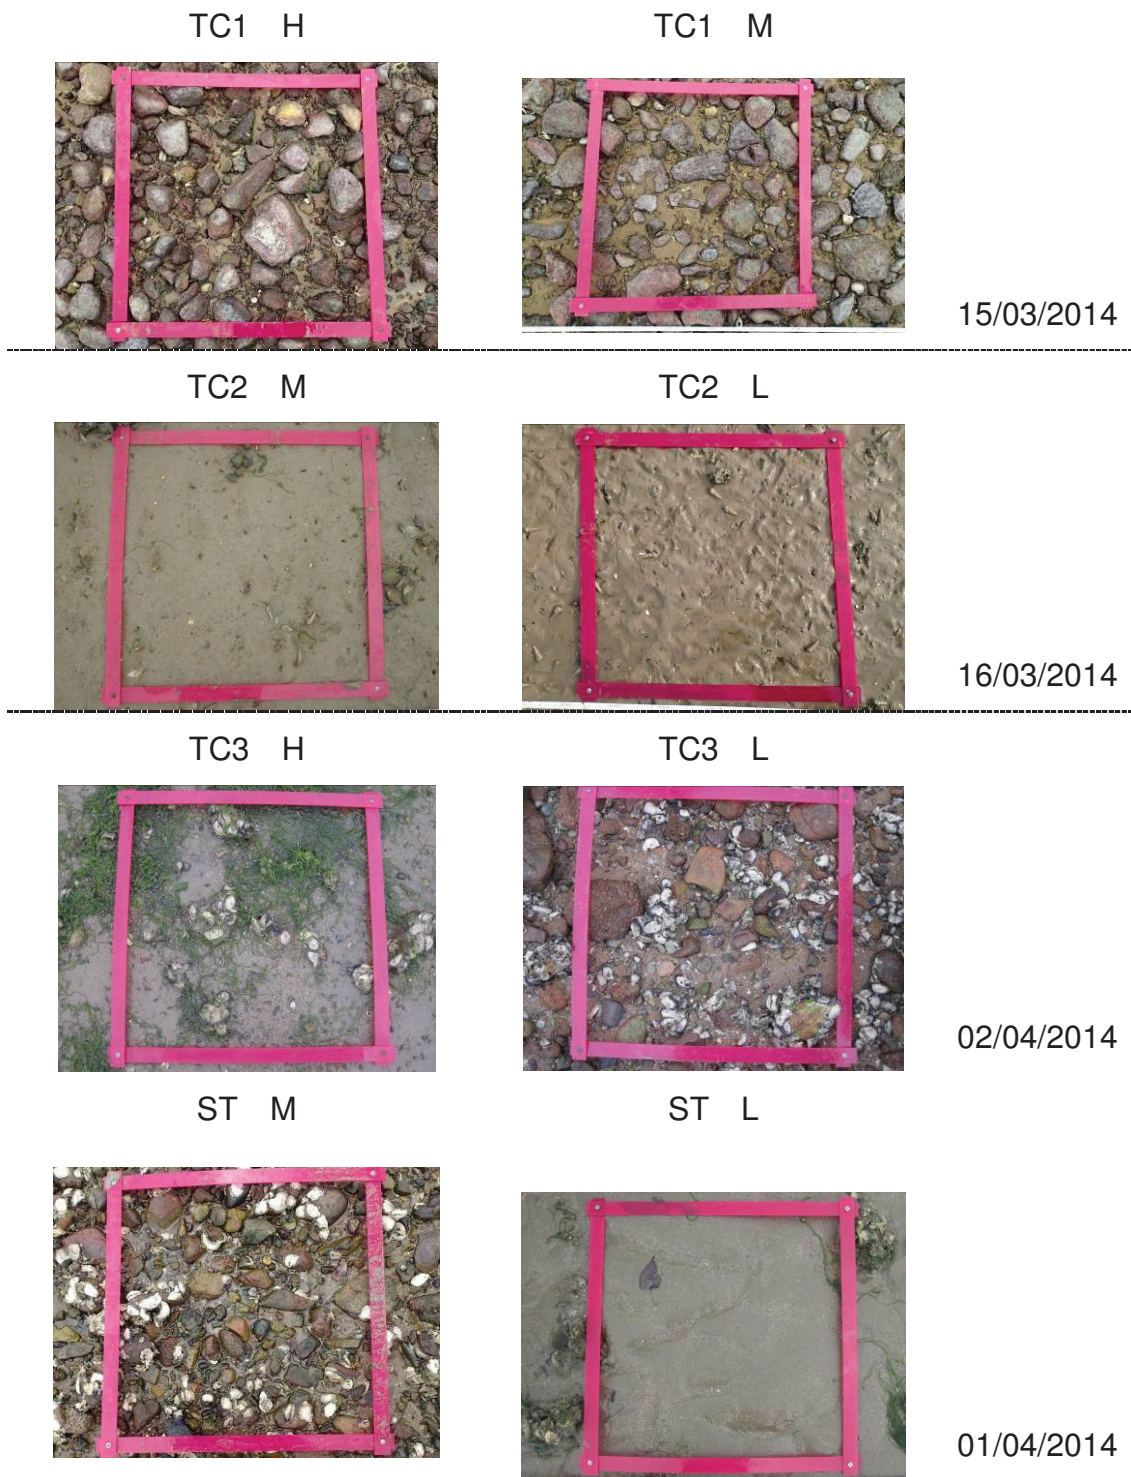 TC1 H
TC1 M
15/03/2014
TC2 M
TC2 L
16/03/2014
TC3 H
TC3 L
02/04/2014
ST M
ST L
01/04/2014